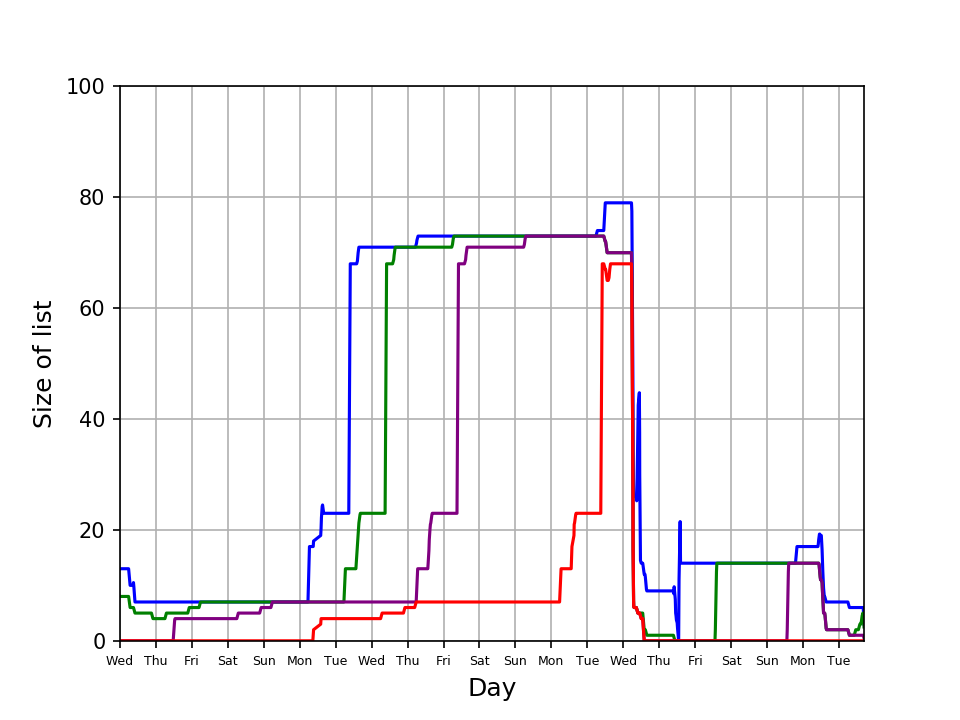 100
80
60
40
20
0
Size of list
Wed Thu Fri Sat Sun Mon Tue Wed Thu Fri Sat Sun Mon Tue Wed Thu Fri Sat Sun Mon Tue
Day